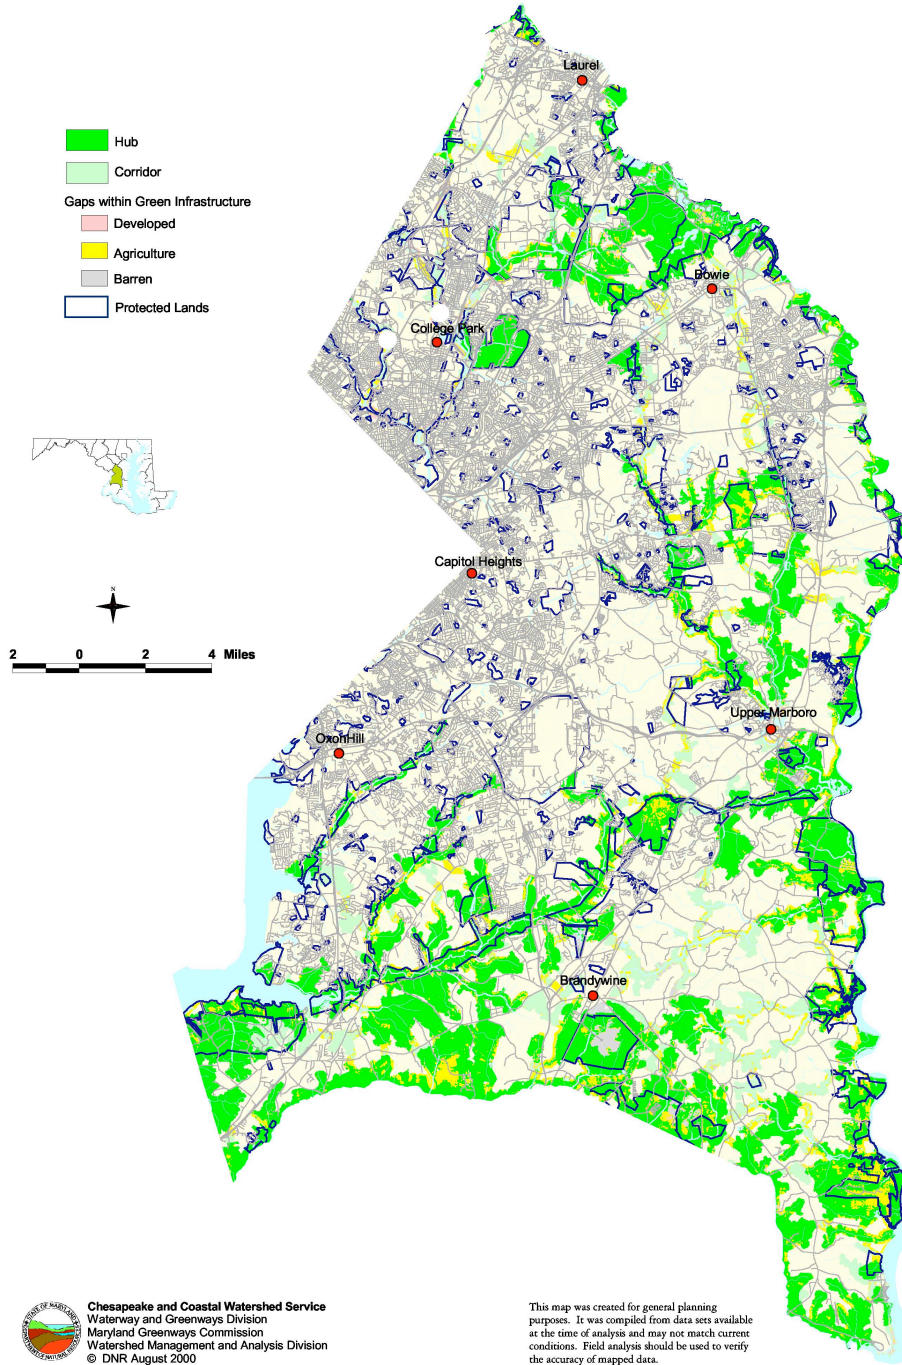 Laurel
Hub
Corridor
Gaps within Green Infrastructure
Developed
Agriculture
Barren
Protected Lands
Bowie
College Park
Capitol Heights
N
2 0 2 4 Miles
Upper Marboro
OxonHill
Brandywine
Chesapeake and Coastal Watershed Service
Waterway and Greenways Division
Maryland Greenways Commission
Watershed Management and Analysis Division
© DNR August 2000
This map was created for general planning
purposes. It was compiled from data sets available
at the time of analysis and may not match current
conditions. Field analysis should be used to verify
the accuracy of mapped data.